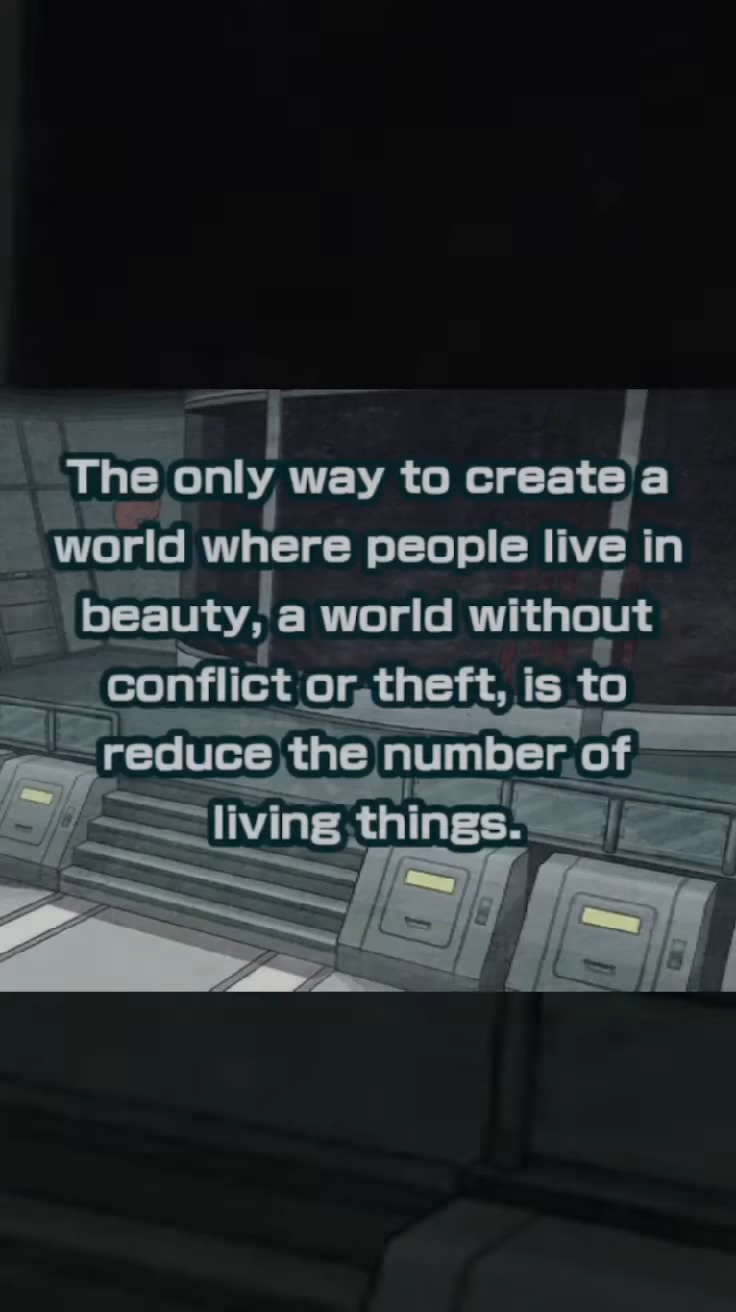 The only way to create a
world where people live in
beauty, a world without
conflict or theft, is to
reduce the number of
living things.